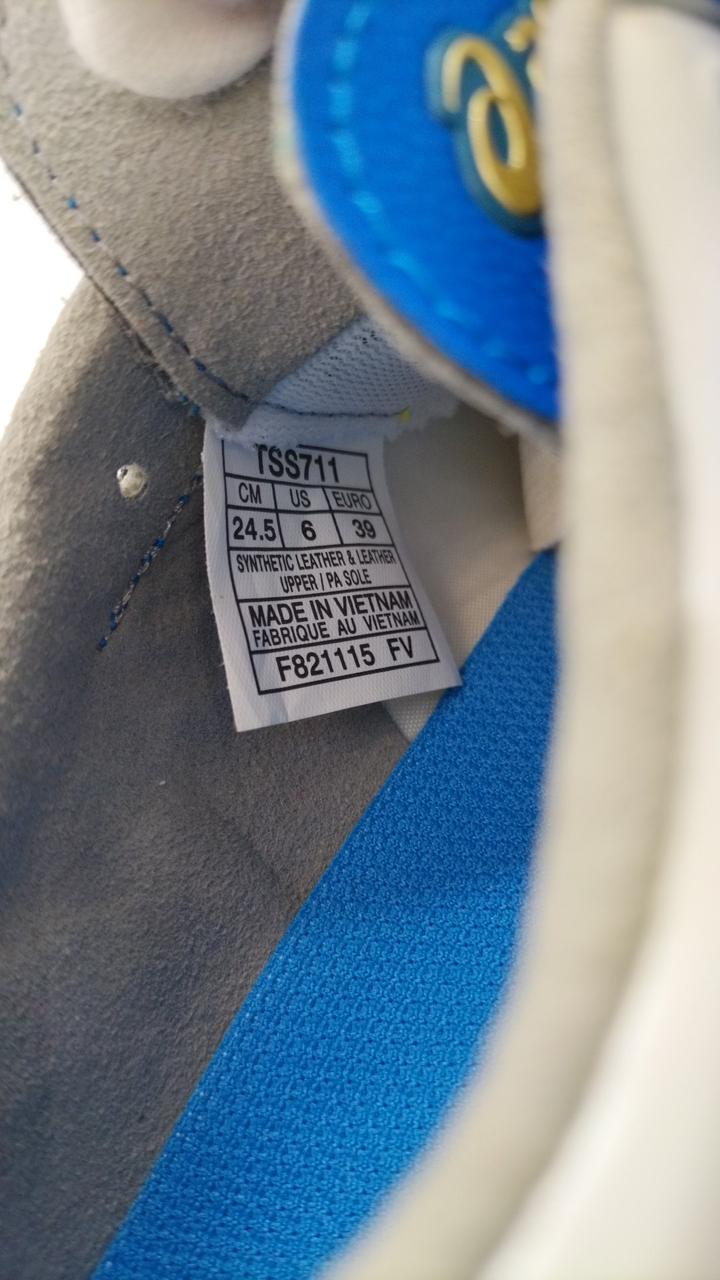 TSS711
CM US EURO
24.5 6 39
SYNTHETIC LEATHER & LEATHER
UPPER / PA SOLE
MADE IN VIETNAM
FABRIQUE AU VIETNAM
F821115 FV